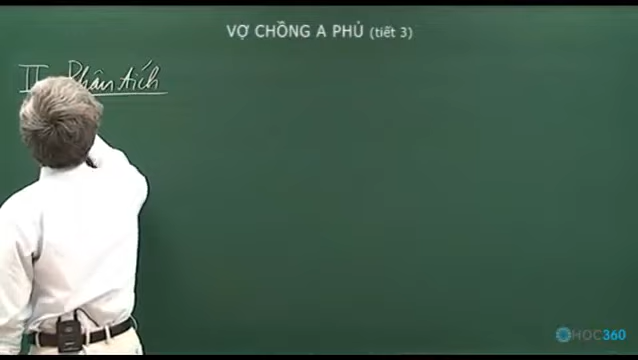 VỢ CHỒNG A PHỦ (tiết 3)
II Phân tích
HOC360